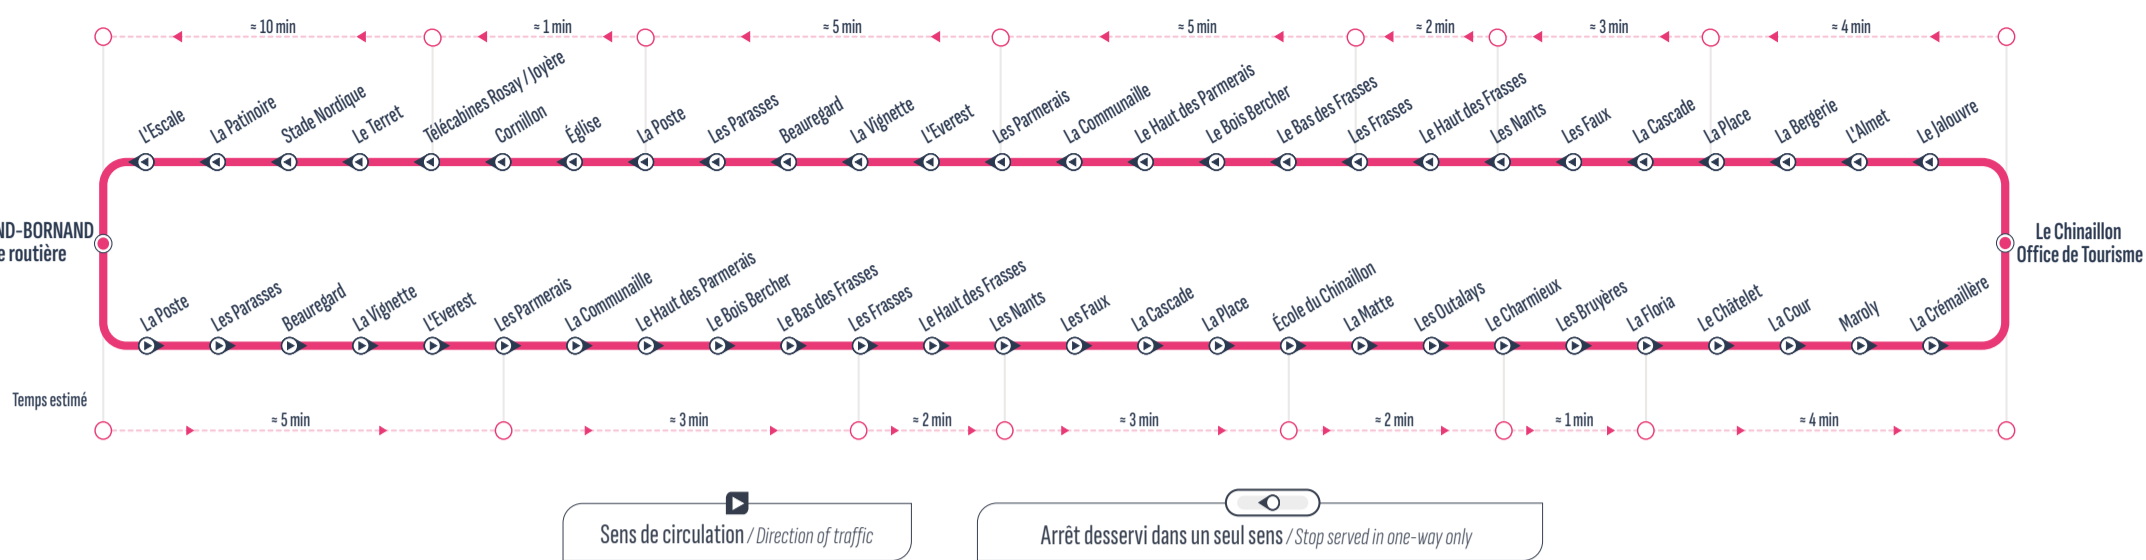 ≈ 10 min
≈ 1 min
≈ 5 min
≈ 5 min
≈ 2 min
≈ 3 min
≈ 4 min
L'Escale
La Patinoire
Stade Nordique
Le Terret
Télécabines Rosay / Joyère
Cornillon
Église
La Poste
Les Parasses
Beauregard
La Vignette
L'Everest
Les Parmerais
La Communaille
Le Haut des Parmerais
Le Bois Bercher
Le Bas des Frasses
Les Frasses
Le Haut des Frasses
Les Nants
Les Faux
La Cascade
La Place
La Bergerie
L'Almet
Le Jalouvre
ND-BORNAND
e routière
Le Chinaillon
Office de Tourisme
La Poste
Les Parasses
Beauregard
La Vignette
L'Everest
Les Parmerais
La Communaille
Le Haut des Parmerais
Le Bois Bercher
Le Bas des Frasses
Les Frasses
Le Haut des Frasses
Les Nants
Les Faux
La Cascade
La Place
École du Chinaillon
La Matte
Les Outalays
Le Charmieux
Les Bruyères
La Floria
Le Châtelet
La Cour
Maroly
La Crémaillère
Temps estimé
≈ 5 min
≈ 3 min
≈ 2 min
≈ 3 min
≈ 2 min
≈ 1 min
≈ 4 min
Sens de circulation / Direction of traffic
Arrêt desservi dans un seul sens / Stop served in one-way only